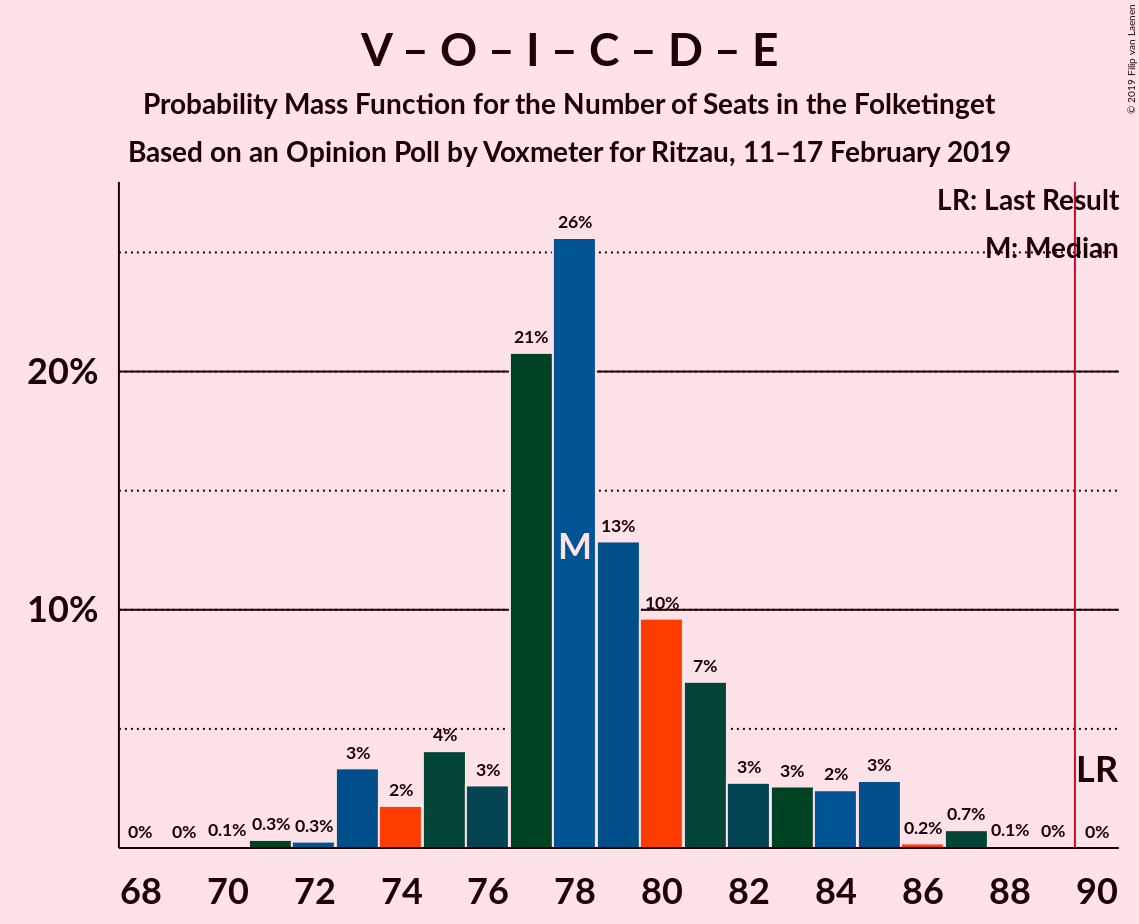 V – O – I – C – D – E
Probability Mass Function for the Number of Seats in the Folketinget
Based on an Opinion Poll by Voxmeter for Ritzau, 11–17 February 2019
© 2019 Filip van Laenen
LR: Last Result
M: Median
26%
21%
20%
13%
M
10%
10%
7%
4%
3%
3%
2%
3%
3%
3%
2%
3%
LR
0%
0%
0.1%
0.3%
0.3%
0.2%
0.7%
0.1%
0%
0%
68 70 72 74 76 78 80 82 84 86 88 90